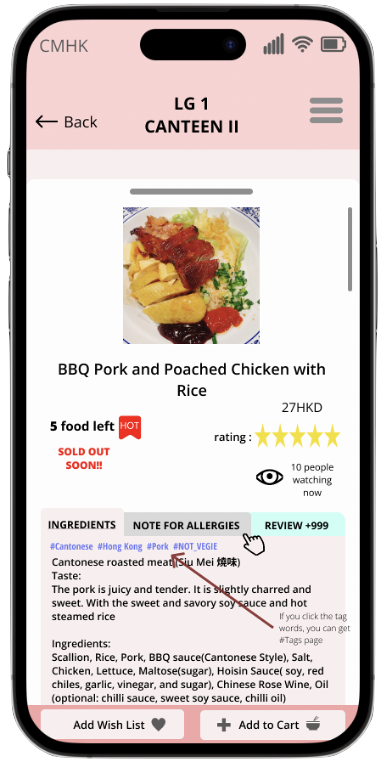 CMHK
LG 1
← Back
CANTEEN II
BBQ Pork and Poached Chicken with
Rice
27HKD
5 food left HOT
rating :
SOLD OUT
SOON!!
10 people
watching
now
INGREDIENTS NOTE FOR ALLERGIES REVIEW +999
#Cantonese #Hong Kong #Pork #NOT_VEGIE
Cantonese roasted meat (Siu Mei 燒味)
Taste:
The pork is juicy and tender. It is slightly charred and
sweet. With the sweet and savory soy sauce and hot
steamed rice
If you click the tag
words, you can get
#Tags page
Ingredients:
Scallion, Rice, Pork, BBQ sauce(Cantonese Style), Salt,
Chicken, Lettuce, Maltose(sugar), Hoisin Sauce( soy, red
chiles, garlic, vinegar, and sugar), Chinese Rose Wine, Oil
(optional: chilli sauce, sweet soy sauce, chilli oil)
Add Wish List
Add to Cart